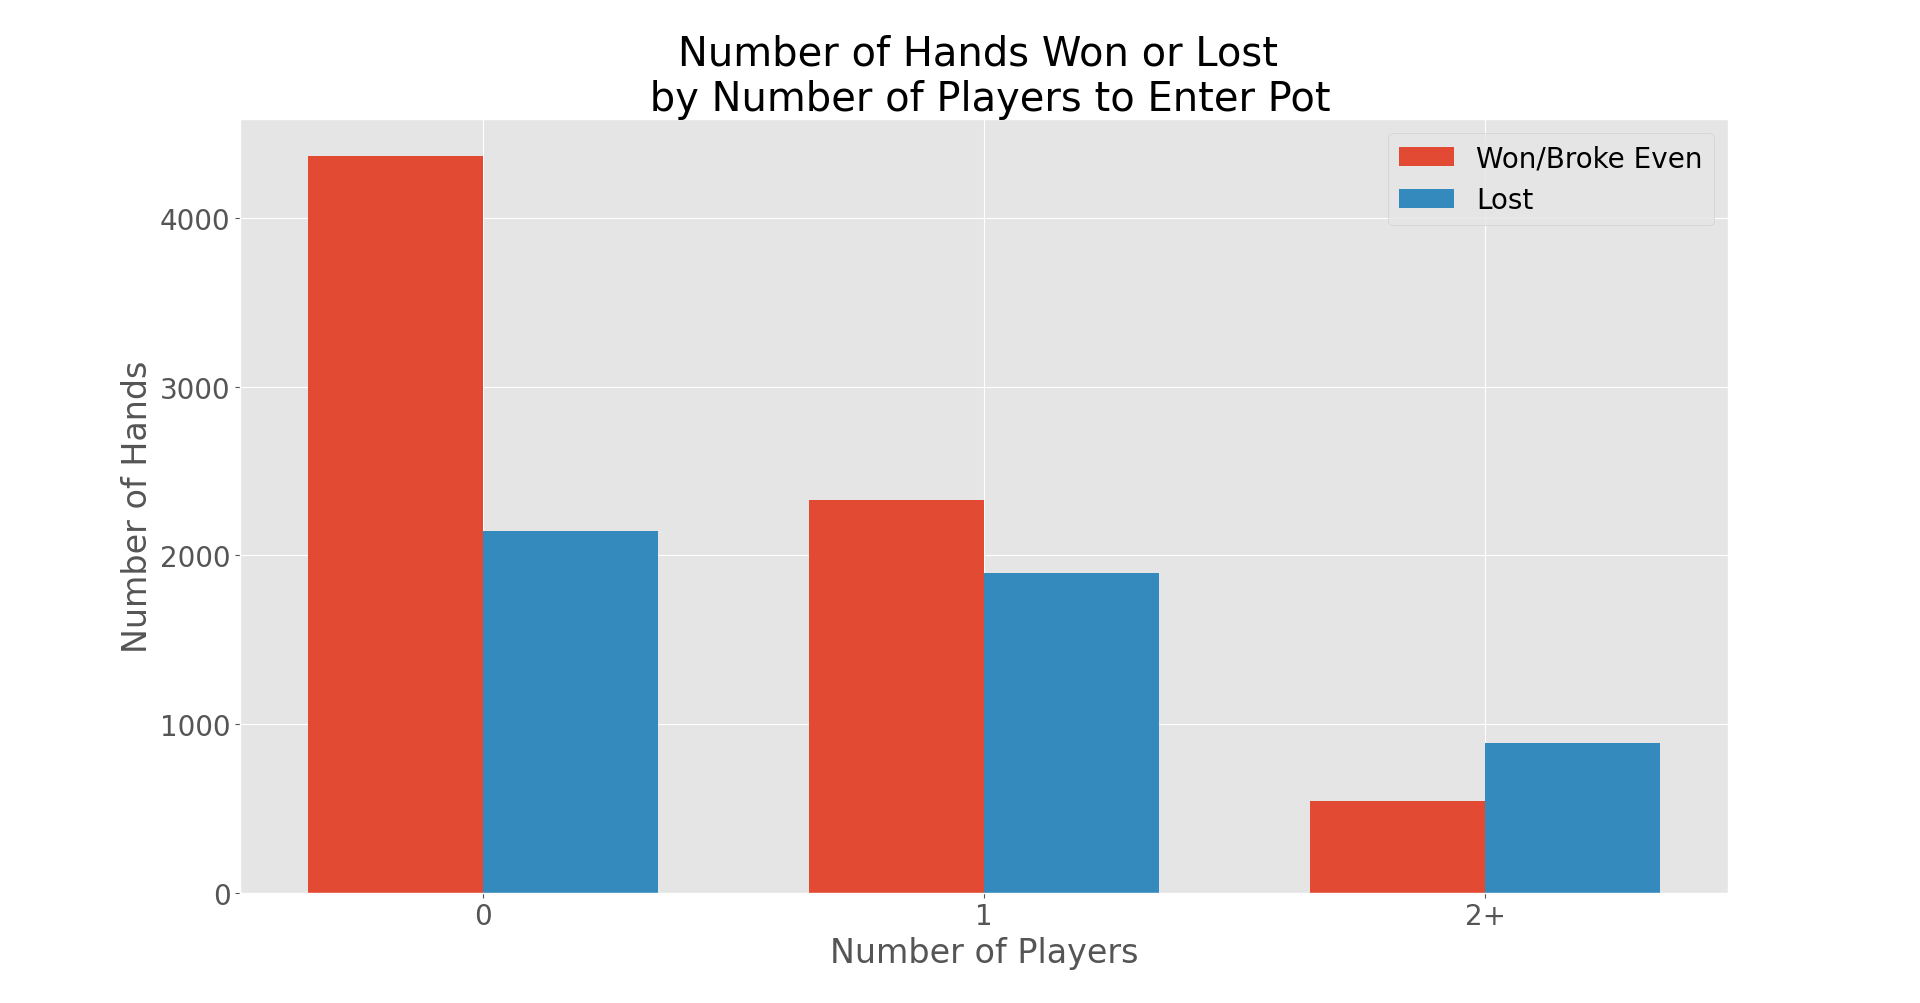 Number of Hands Won or Lost
by Number of Players to Enter Pot
Won/Broke Even
Lost
Number of Hands
4000
3000
2000
1000
0
0
1
2+
Number of Players